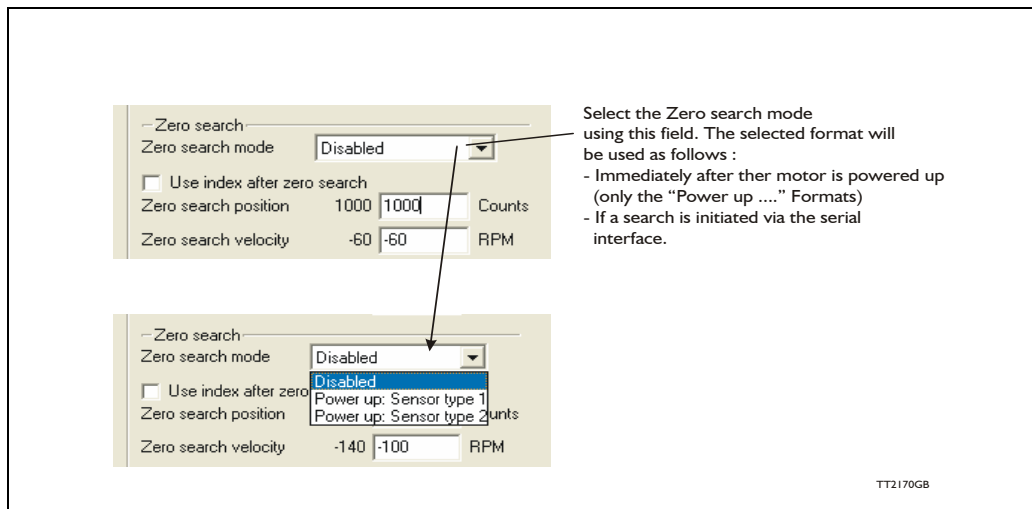 Zero search
Zero search mode Disabled
Use index after zero search
Zero search position 1000 1000 Counts
Zero search velocity -60 -60 RPM
Select the Zero search mode
using this field. The selected format will
be used as follows :
- Immediately after ther motor is powered up
(only the “Power up ....” Formats)
- If a search is initiated via the serial
interface.
Zero search
Zero search mode Disabled
Disabled
Use index after zero
Power up: Sensor type 1
Zero search position Power up: Sensor type 2 unts
Zero search velocity -140 -100 RPM
TT2170GB